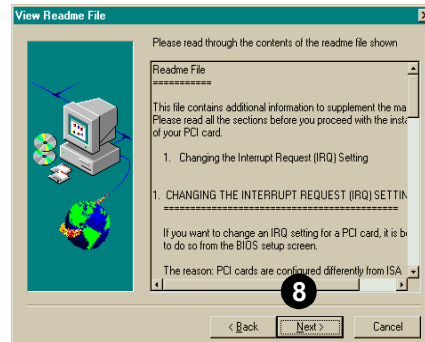 View Readme File
Please read through the contents of the readme file shown
Readme File
===========
This file contains additional information to supplement the ma
Please read all the sections before you proceed with the insta
of your PCI card.
1. Changing the Interrupt Request (IRQ) Setting
1. CHANGING THE INTERRUPT REQUEST (IRQ) SETTIN
==========================================
If you want to change an IRQ setting for a PCI card, it is be
to do so from the BIOS setup screen.
The reason: PCI cards are configured differently from ISA
8
< Back
Next >
Cancel